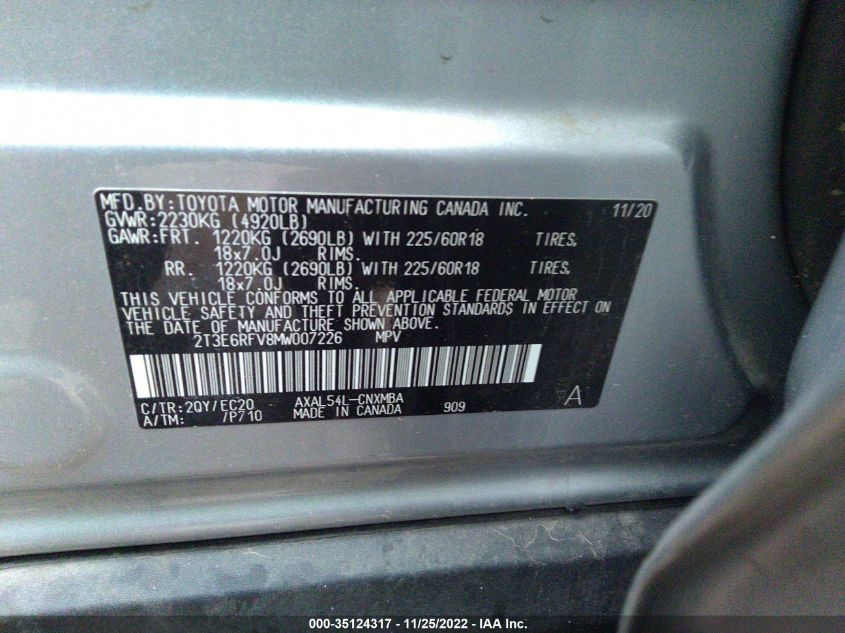 MFD.BY:TOYOTA MOTOR MANUFACTURING CANADA INC. 11/20
GVWR:2230KG (4920LB)
GAWR:FRT. 1220KG (2690LB) WITH 225/60R18 TIRES,
18x7.0J RIMS.
RR. 1220KG (2690LB) WITH 225/60R18 TIRES,
18x7.0J RIMS.
THIS VEHICLE CONFORMS TO ALL APPLICABLE FEDERAL MOTOR
VEHICLE SAFETY AND THEFT PREVENTION STANDARDS IN EFFECT ON
THE DATE OF MANUFACTURE SHOWN ABOVE.
2T3E6RFV8MW007226 MPV
C/TR:2QY/EC20 AXAL54L-CNXMBA A
A/TM: /P710 MADE IN CANADA 909
000-35124317 - 11/25/2022 - IAA Inc.